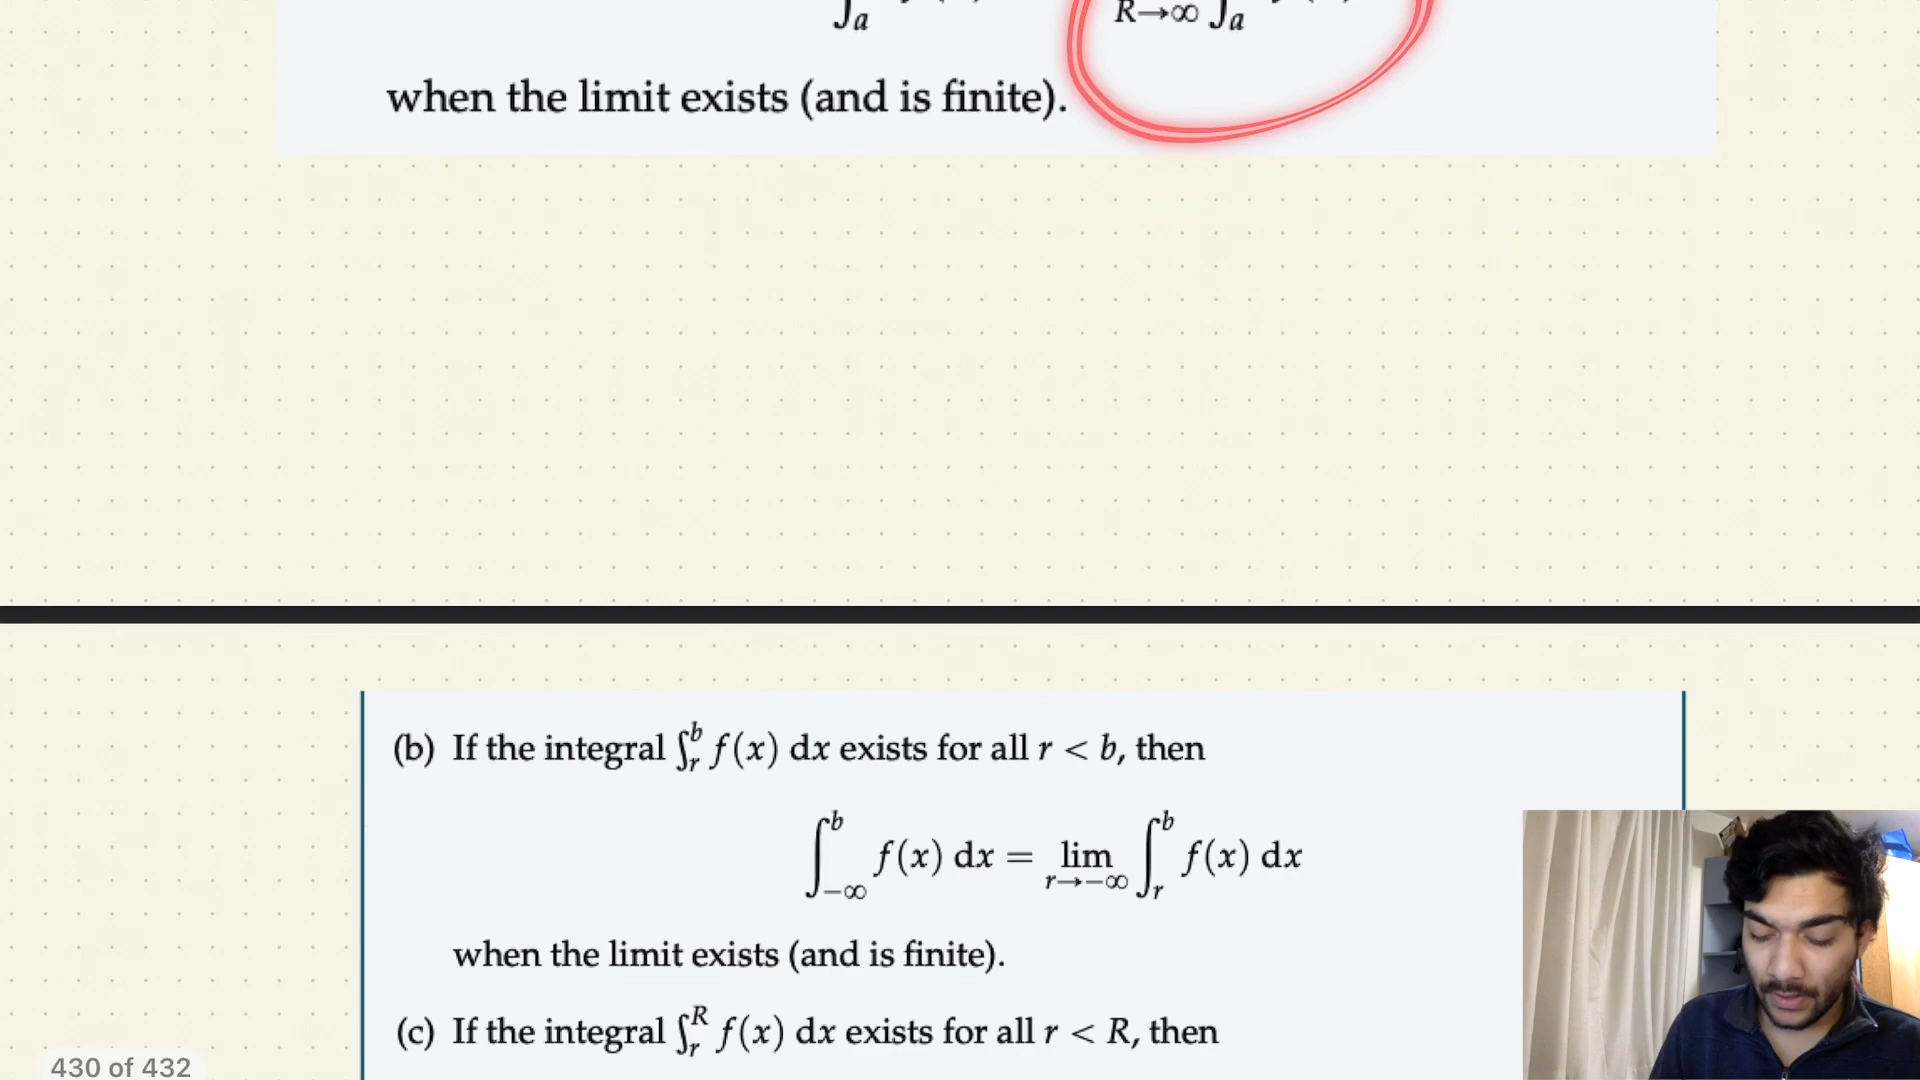 ∫_a
R→∞ ∫_a
when the limit exists (and is finite).
(b) If the integral ∫_r^b f(x) dx exists for all r < b, then
∫_{−∞}^b f(x) dx = lim_{r→−∞} ∫_r^b f(x) dx
when the limit exists (and is finite).
(c) If the integral ∫_r^R f(x) dx exists for all r < R, then
430 of 432